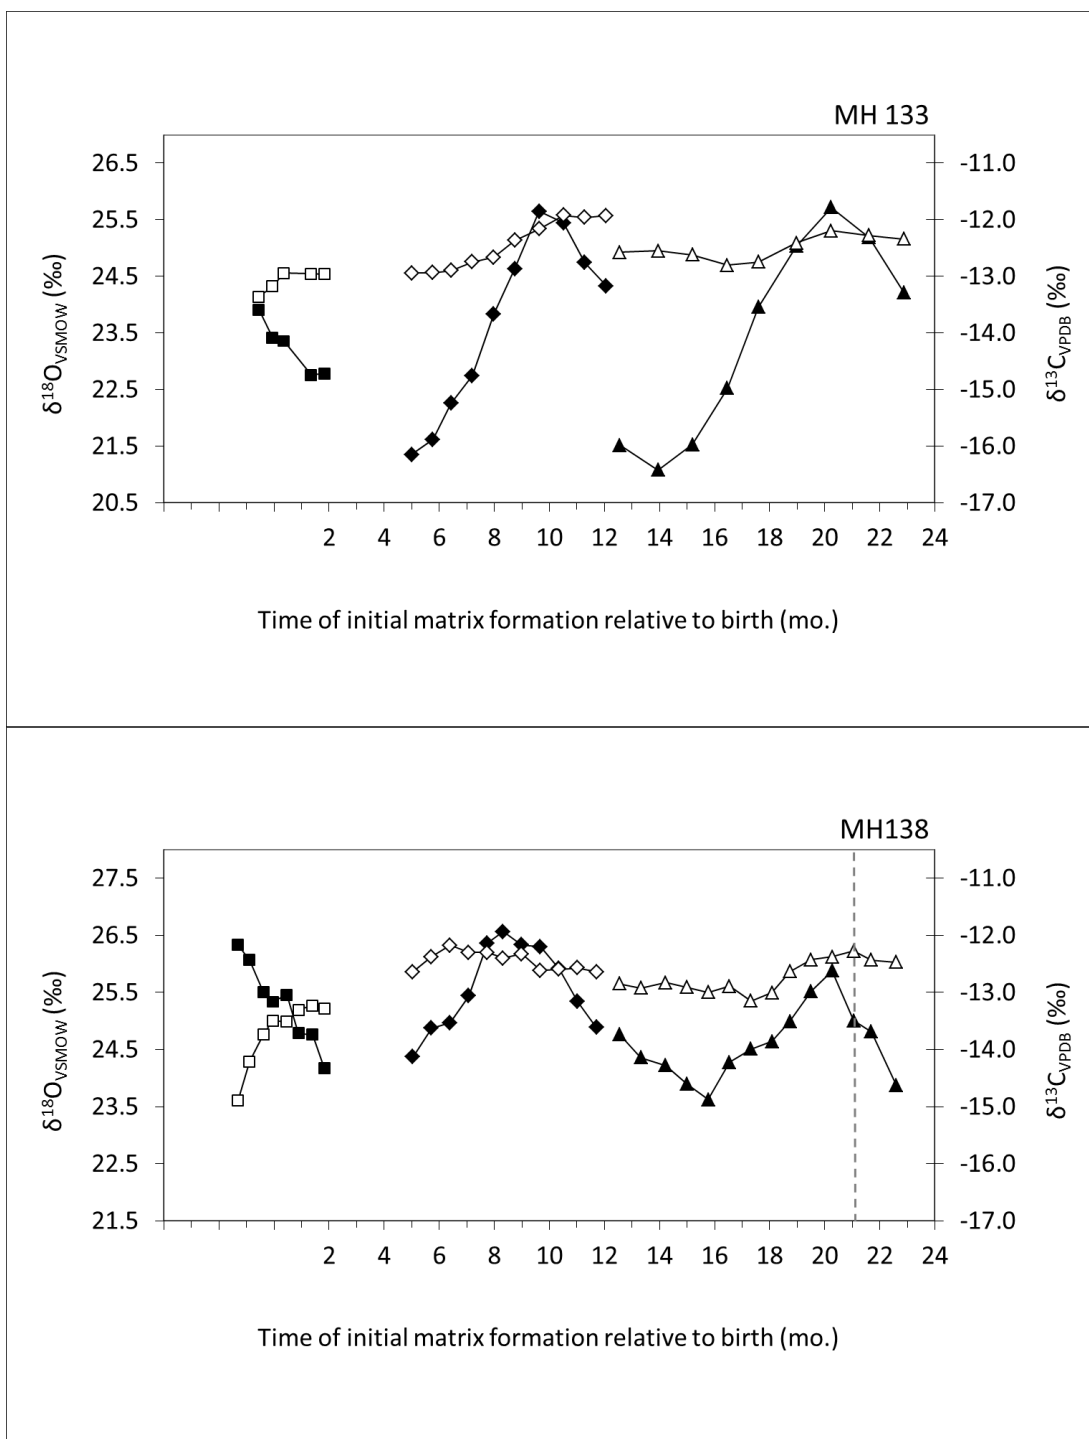 MH 133
26.5 -11.0
25.5 -12.0
24.5 -13.0
23.5 -14.0
22.5 -15.0
21.5 -16.0
20.5 -17.0
δ18OVSMOW (‰)
δ13CVPDB (‰)
2 4 6 8 10 12 14 16 18 20 22 24
Time of initial matrix formation relative to birth (mo.)
MH138
27.5 -11.0
26.5 -12.0
25.5 -13.0
24.5 -14.0
23.5 -15.0
22.5 -16.0
21.5 -17.0
δ18OVSMOW (‰)
δ13CVPDB (‰)
2 4 6 8 10 12 14 16 18 20 22 24
Time of initial matrix formation relative to birth (mo.)